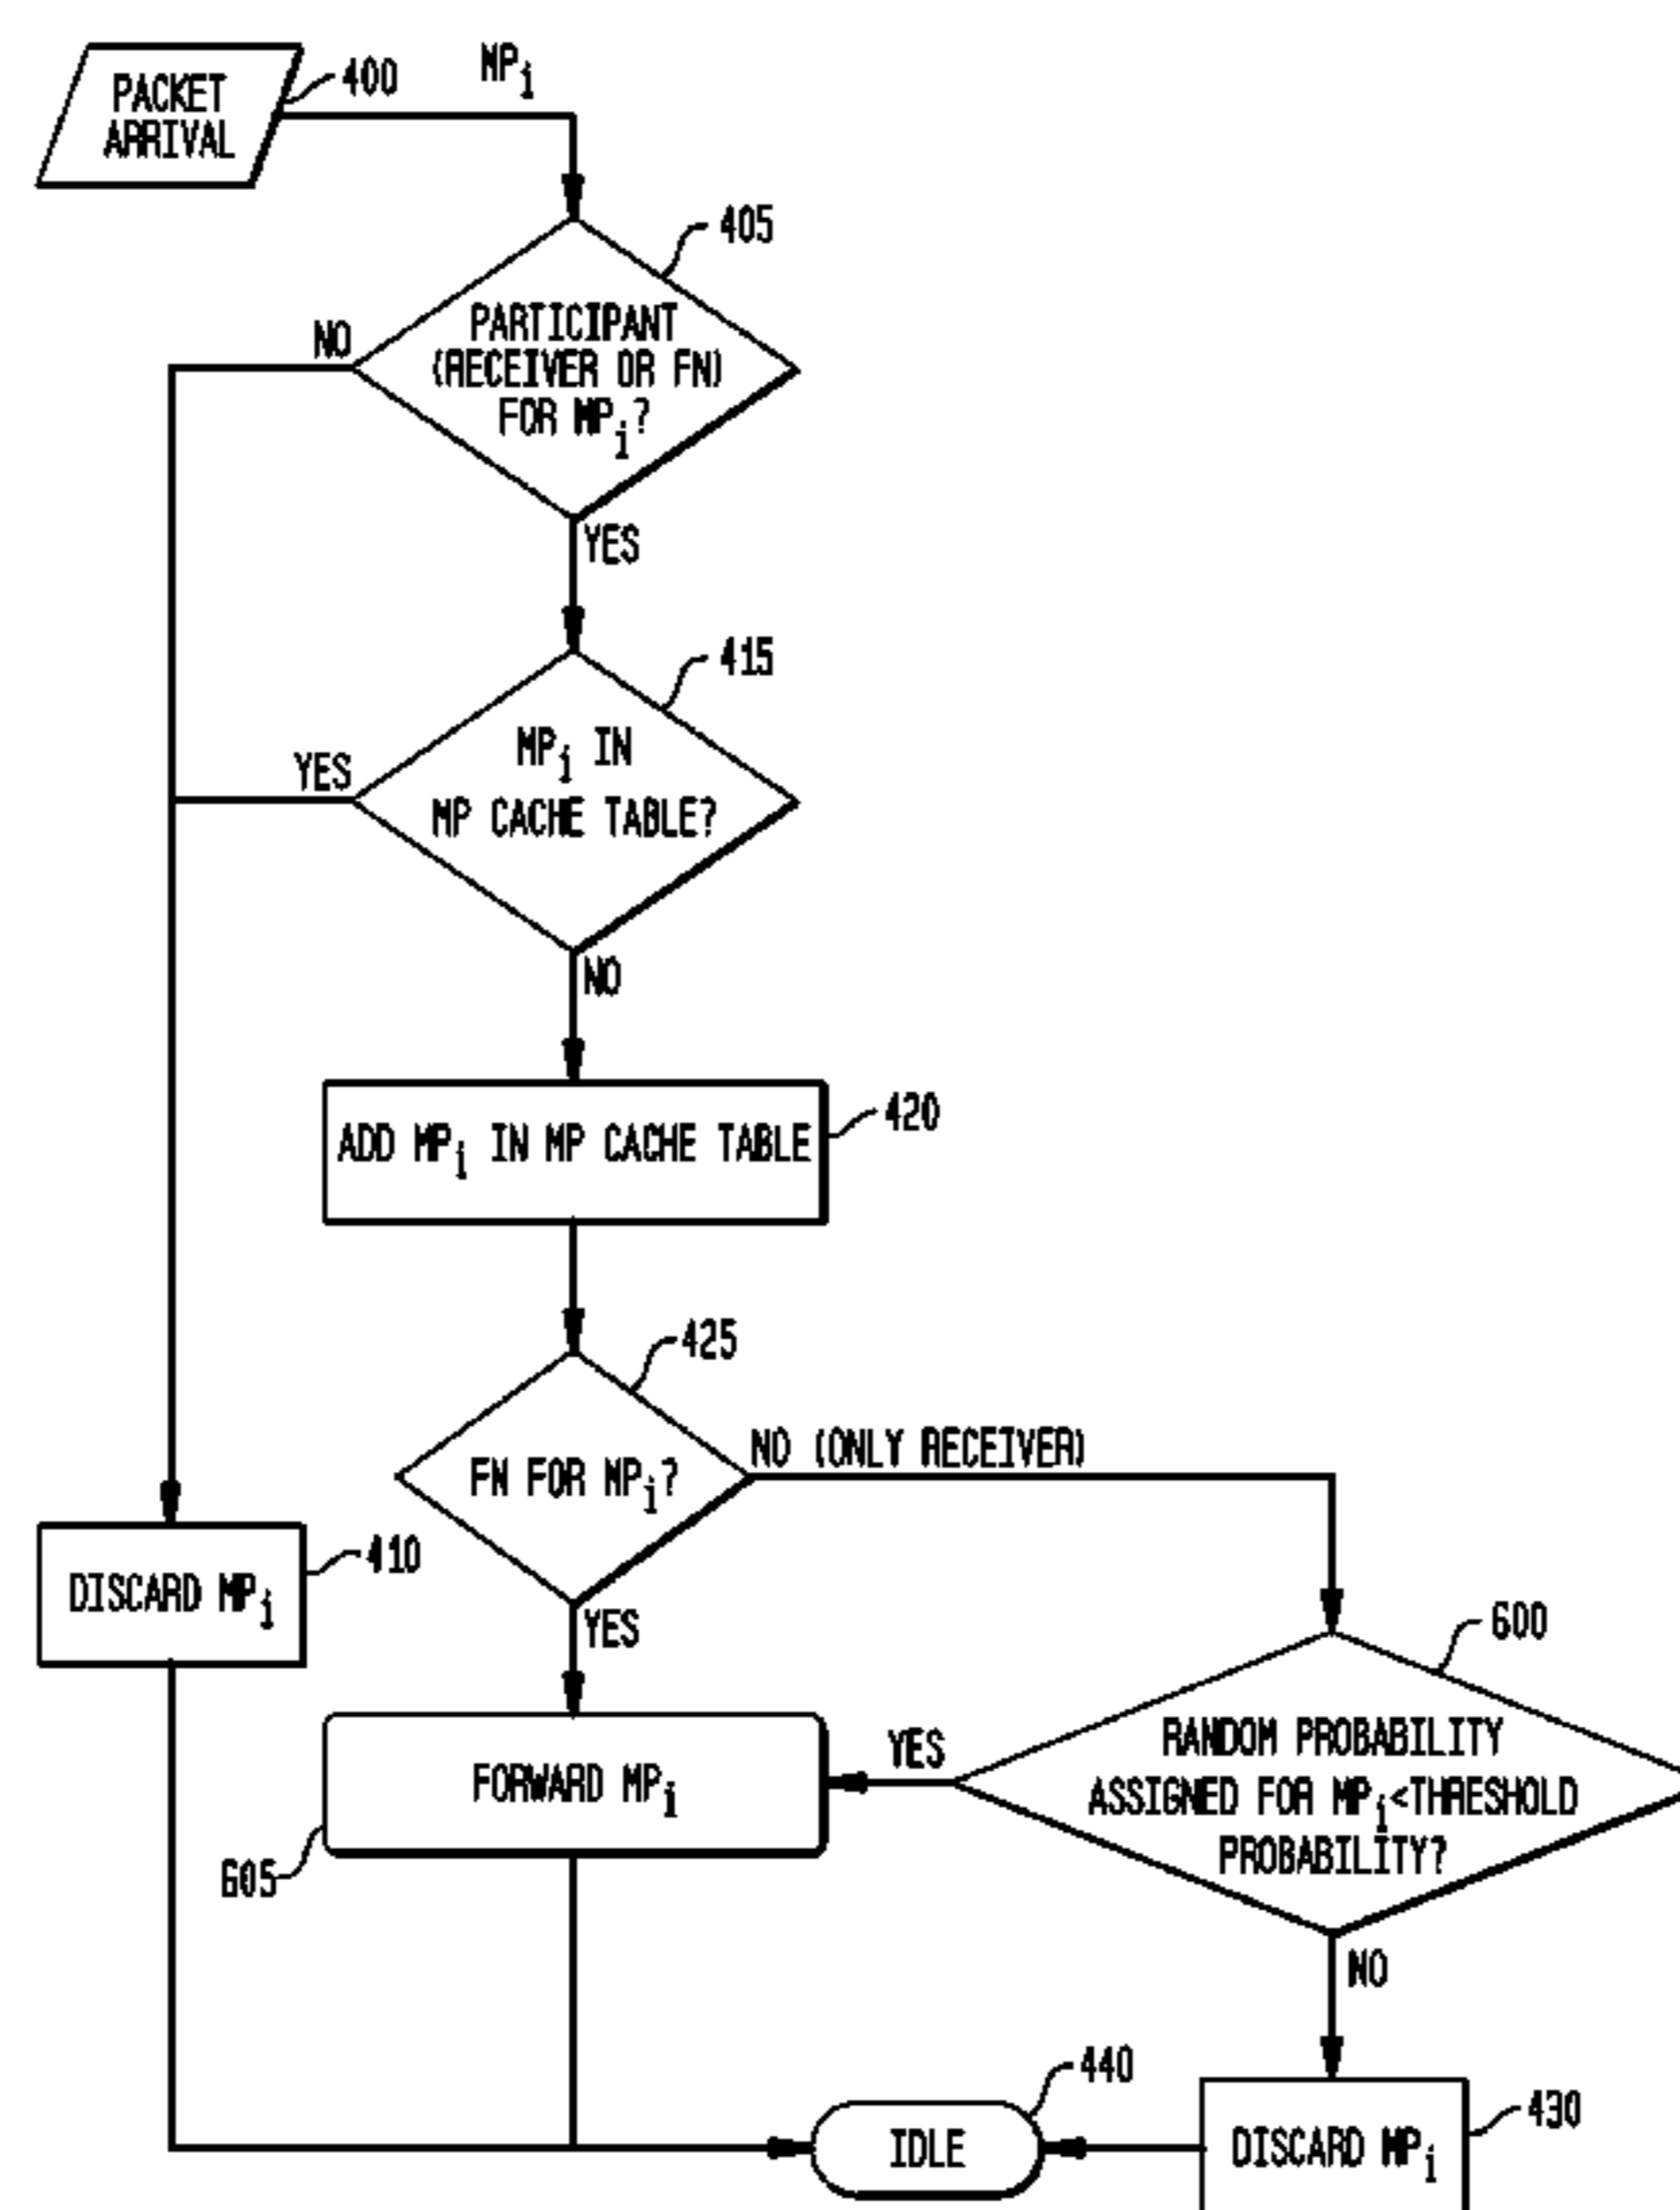 PACKET
ARRIVAL
400
MPi
405
PARTICIPANT
(RECEIVER OR FN)
FOR MPi?
NO
YES
415
MPi IN
MP CACHE TABLE?
YES
NO
ADD MPi IN MP CACHE TABLE
420
425
FN FOR MPi?
NO (ONLY RECEIVER)
YES
DISCARD MPi
410
600
RANDOM PROBABILITY
ASSIGNED FOR MPi<THRESHOLD
PROBABILITY?
YES
NO
FORWARD MPi
605
440
IDLE
DISCARD MPi
430